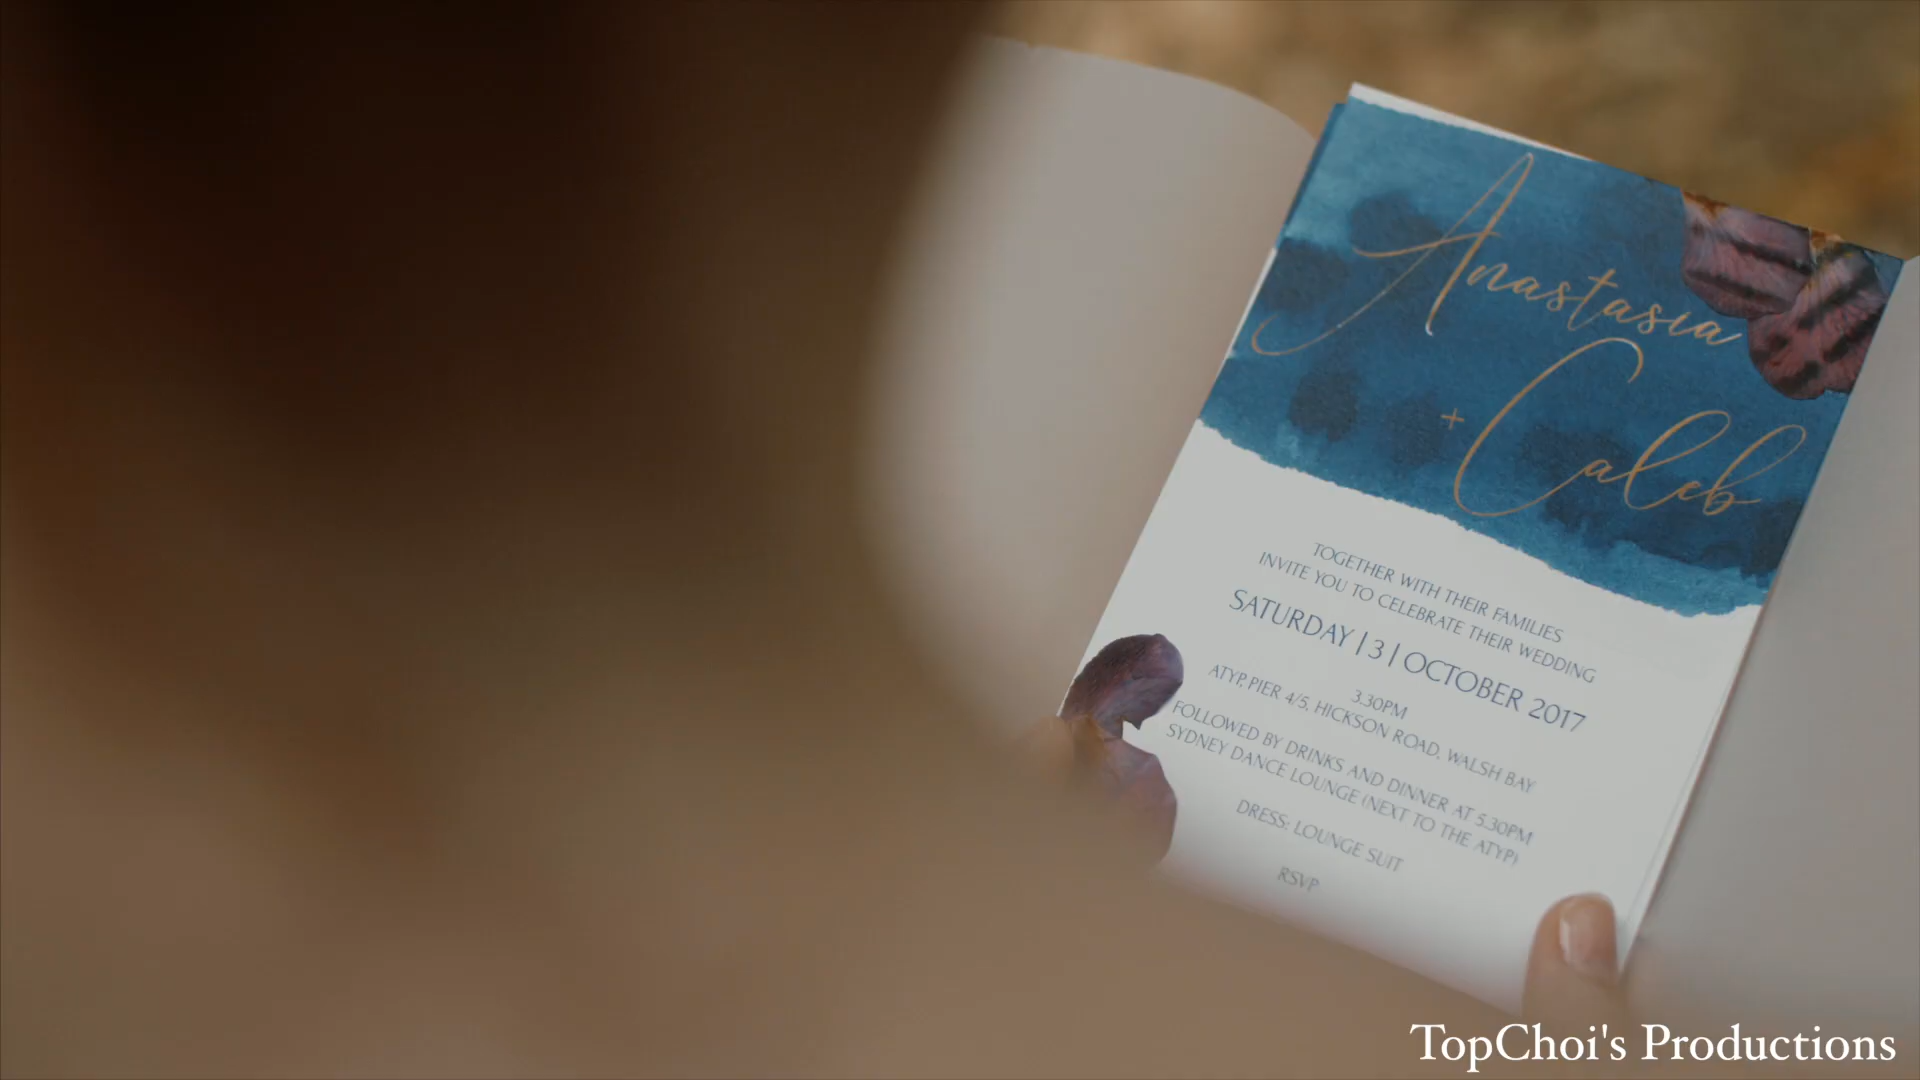 Anastasia
+ Caleb
TOGETHER WITH THEIR FAMILIES
INVITE YOU TO CELEBRATE THEIR WEDDING
SATURDAY | 3 | OCTOBER 2017
3.30PM
ATYP, PIER 4/5, HICKSON ROAD, WALSH BAY
FOLLOWED BY DRINKS AND DINNER AT 5.30PM
SYDNEY DANCE LOUNGE (NEXT TO THE ATYP)
DRESS: LOUNGE SUIT
RSVP
TopChoi's Productions